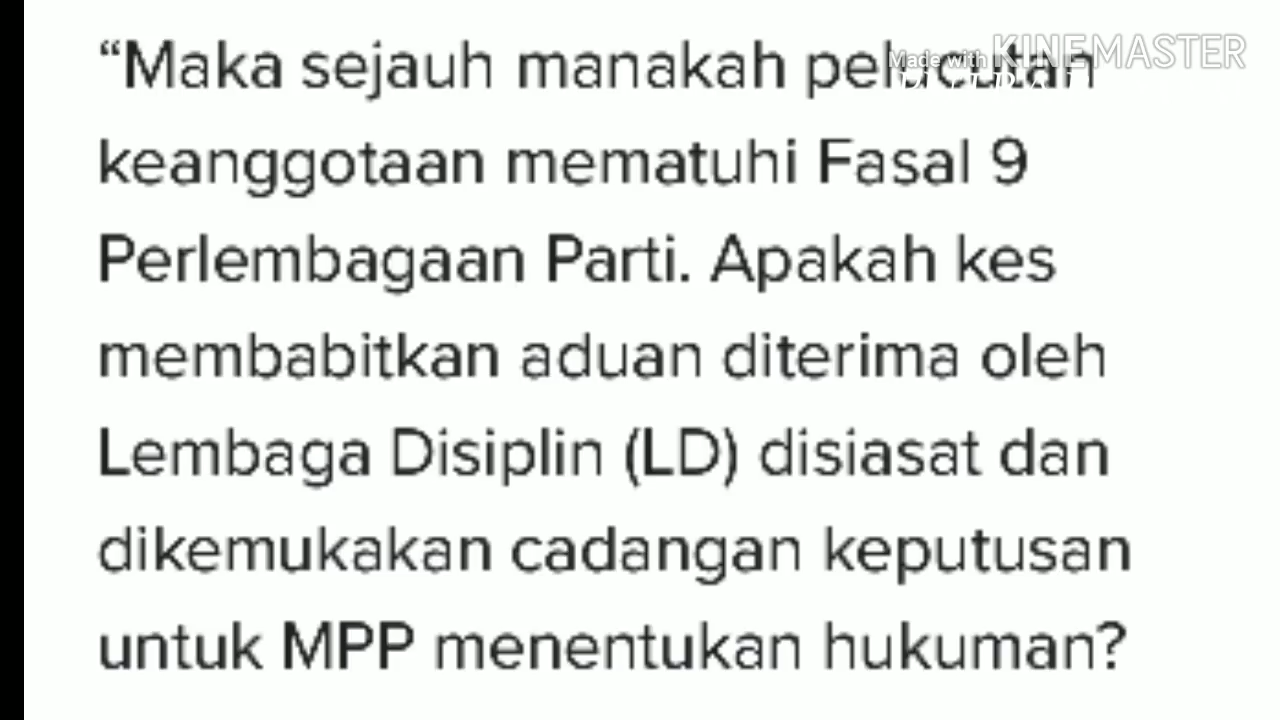 “Maka sejauh manakah pelucutan
keanggotaan mematuhi Fasal 9
Perlembagaan Parti. Apakah kes
membabitkan aduan diterima oleh
Lembaga Disiplin (LD) disiasat dan
dikemukakan cadangan keputusan
untuk MPP menentukan hukuman?
Made with KINEMASTER